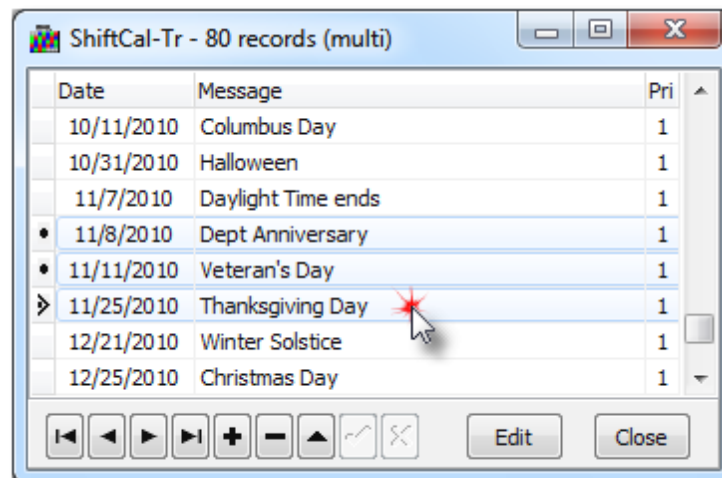 ShiftCal-Tr - 80 records (multi)
Date Message Pri
10/11/2010 Columbus Day 1
10/31/2010 Halloween 1
11/7/2010 Daylight Time ends 1
11/8/2010 Dept Anniversary 1
11/11/2010 Veteran's Day 1
11/25/2010 Thanksgiving Day 1
12/21/2010 Winter Solstice 1
12/25/2010 Christmas Day 1
Edit Close